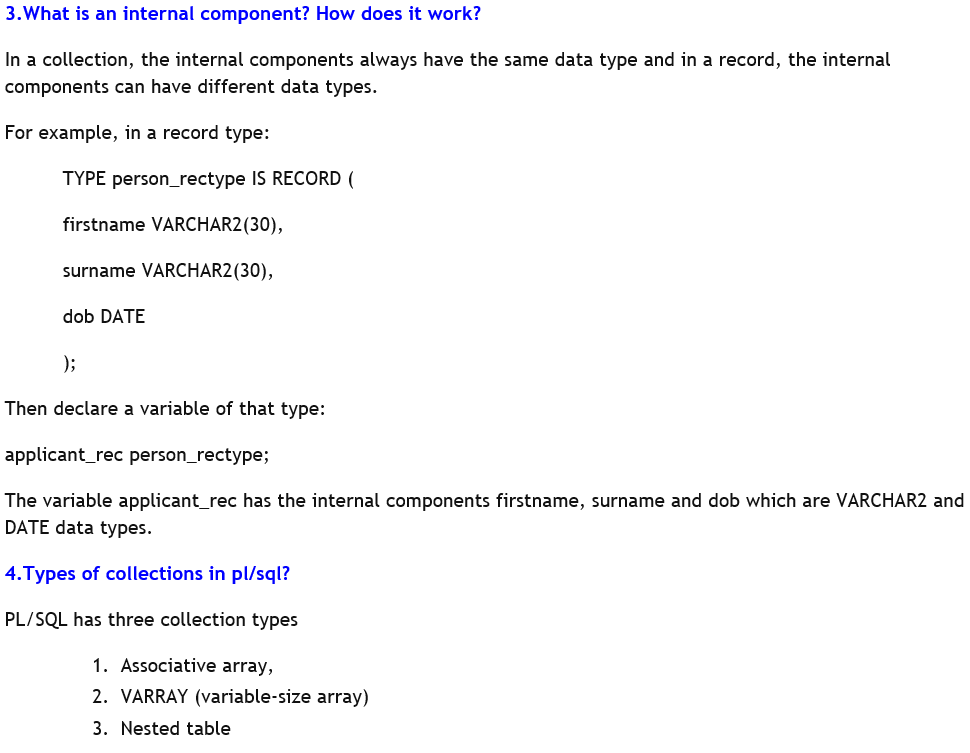 3.What is an internal component? How does it work?
In a collection, the internal components always have the same data type and in a record, the internal
components can have different data types.
For example, in a record type:
TYPE person_rectype IS RECORD (
firstname VARCHAR2(30),
surname VARCHAR2(30),
dob DATE
);
Then declare a variable of that type:
applicant_rec person_rectype;
The variable applicant_rec has the internal components firstname, surname and dob which are VARCHAR2 and
DATE data types.
4.Types of collections in pl/sql?
PL/SQL has three collection types
1. Associative array,
2. VARRAY (variable-size array)
3. Nested table